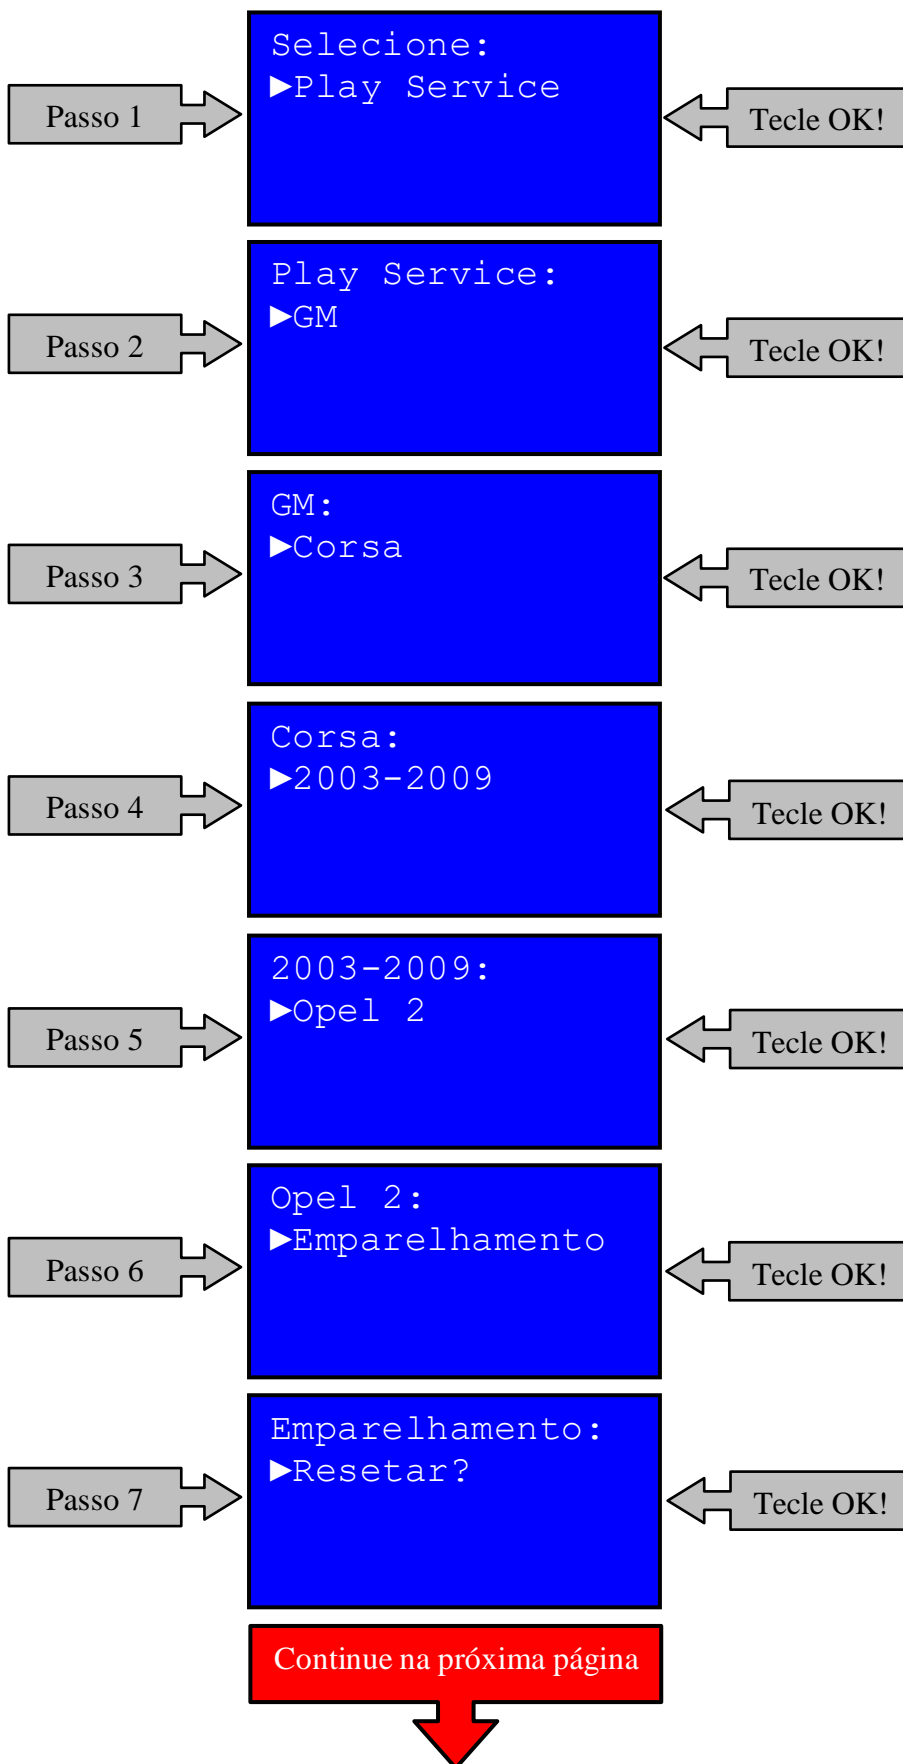 Selecione:
►Play Service
Passo 1
Tecle OK!
Play Service:
►GM
Passo 2
Tecle OK!
GM:
►Corsa
Passo 3
Tecle OK!
Corsa:
►2003-2009
Passo 4
Tecle OK!
2003-2009:
►Opel 2
Passo 5
Tecle OK!
Opel 2:
►Emparelhamento
Passo 6
Tecle OK!
Emparelhamento:
►Resetar?
Passo 7
Tecle OK!
Continue na próxima página